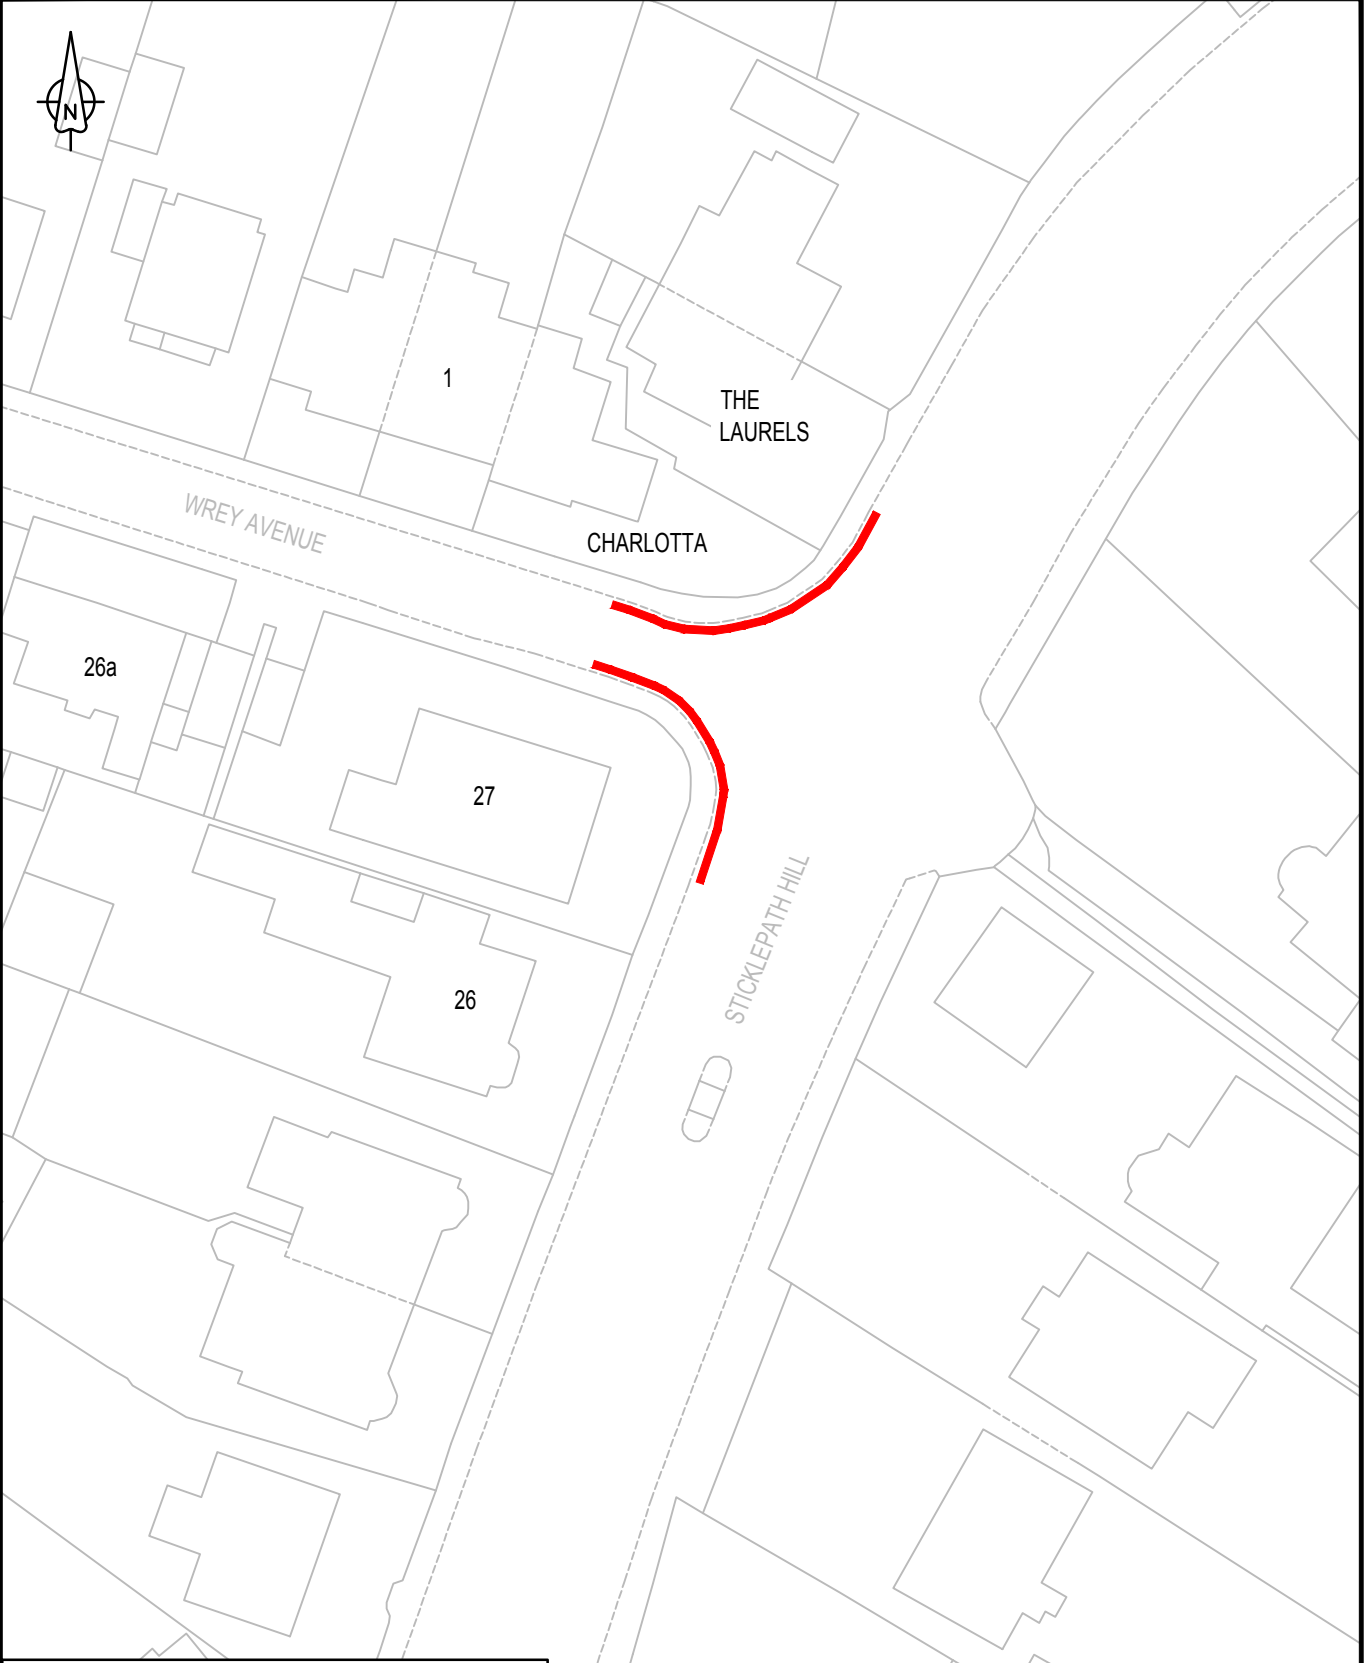 N
1
THE
LAURELS
WREY AVENUE
CHARLOTTA
26a
27
STICKLEPATH HILL
26